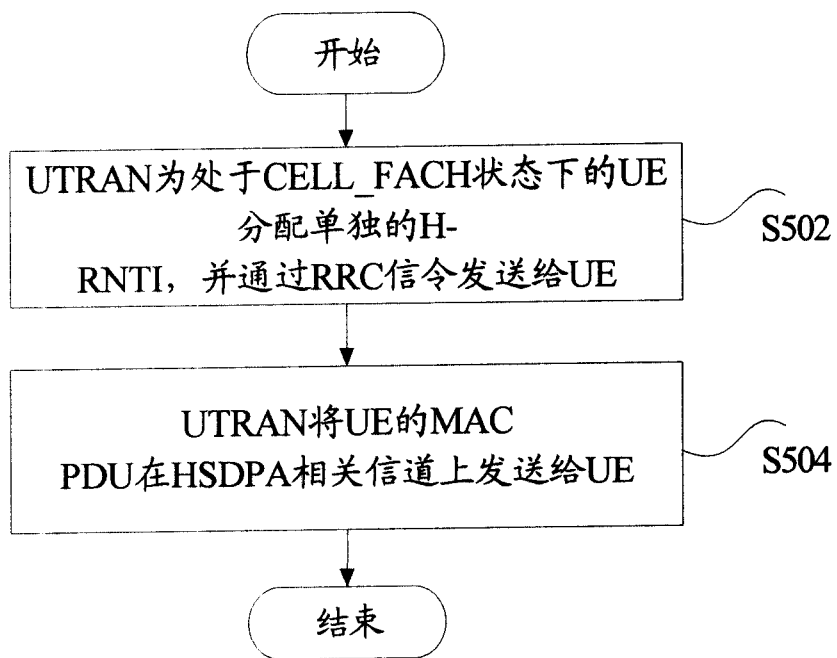 开始
UTRAN为处于CELL_FACH状态下的UE
分配单独的H-
RNTI，并通过RRC信令发送给UE
S502
UTRAN将UE的MAC
PDU在HSDPA相关信道上发送给UE
S504
结束